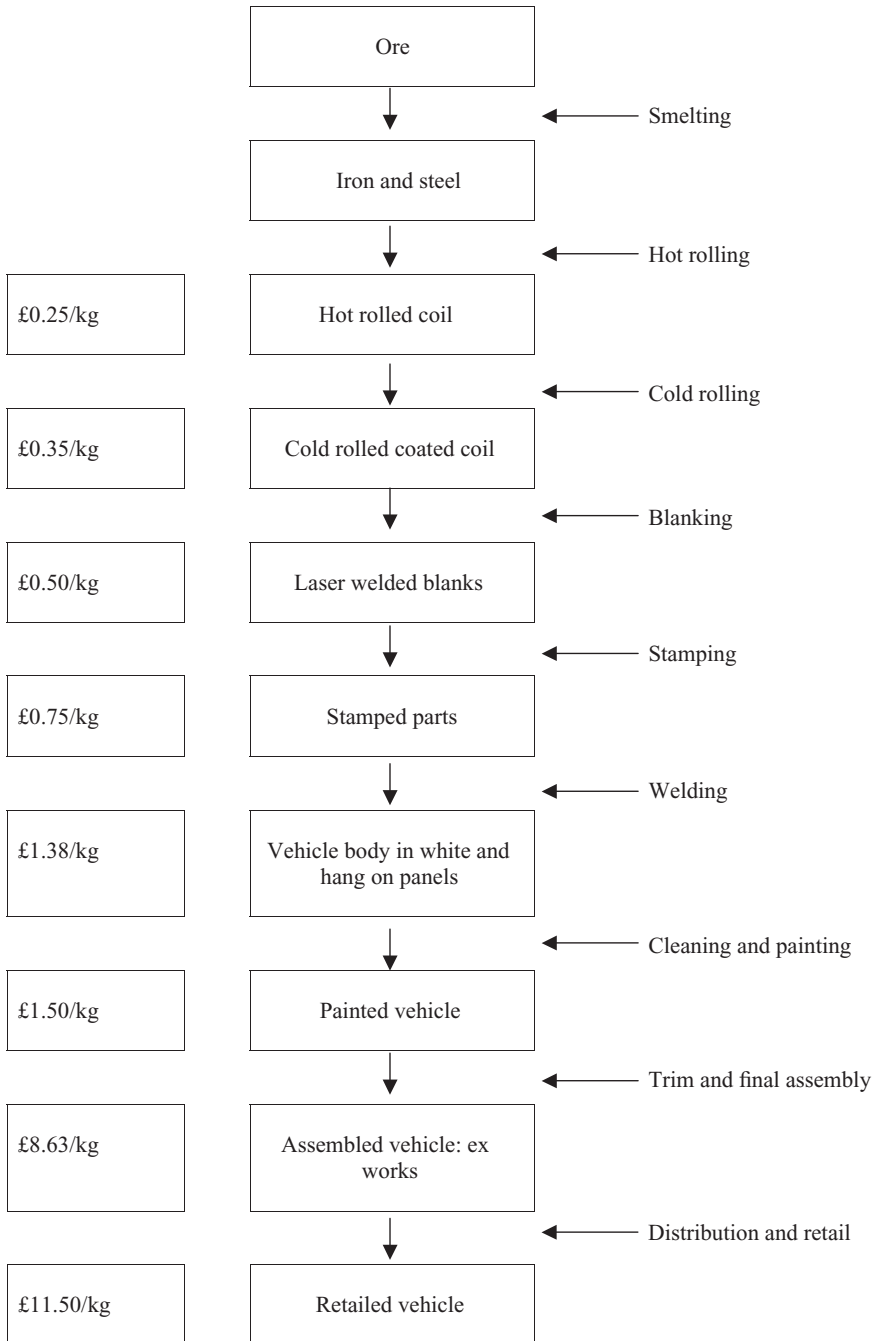 Ore
Smelting
Iron and steel
Hot rolling
£0.25/kg
Hot rolled coil
Cold rolling
£0.35/kg
Cold rolled coated coil
Blanking
£0.50/kg
Laser welded blanks
Stamping
£0.75/kg
Stamped parts
Welding
£1.38/kg
Vehicle body in white and
hang on panels
Cleaning and painting
£1.50/kg
Painted vehicle
Trim and final assembly
£8.63/kg
Assembled vehicle: ex
works
Distribution and retail
£11.50/kg
Retailed vehicle